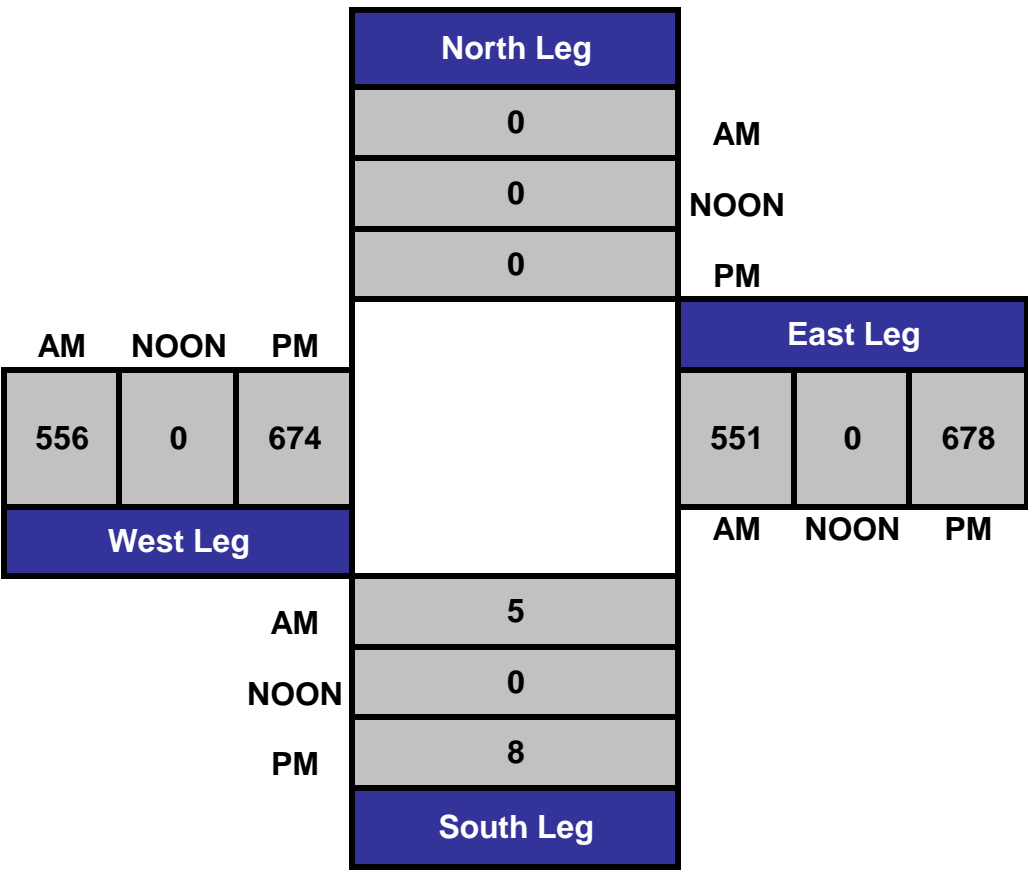 North Leg
0
AM
0
NOON
0
PM
East Leg
AM NOON PM
556 0 674
551 0 678
West Leg
AM NOON PM
AM
5
NOON
0
PM
8
South Leg